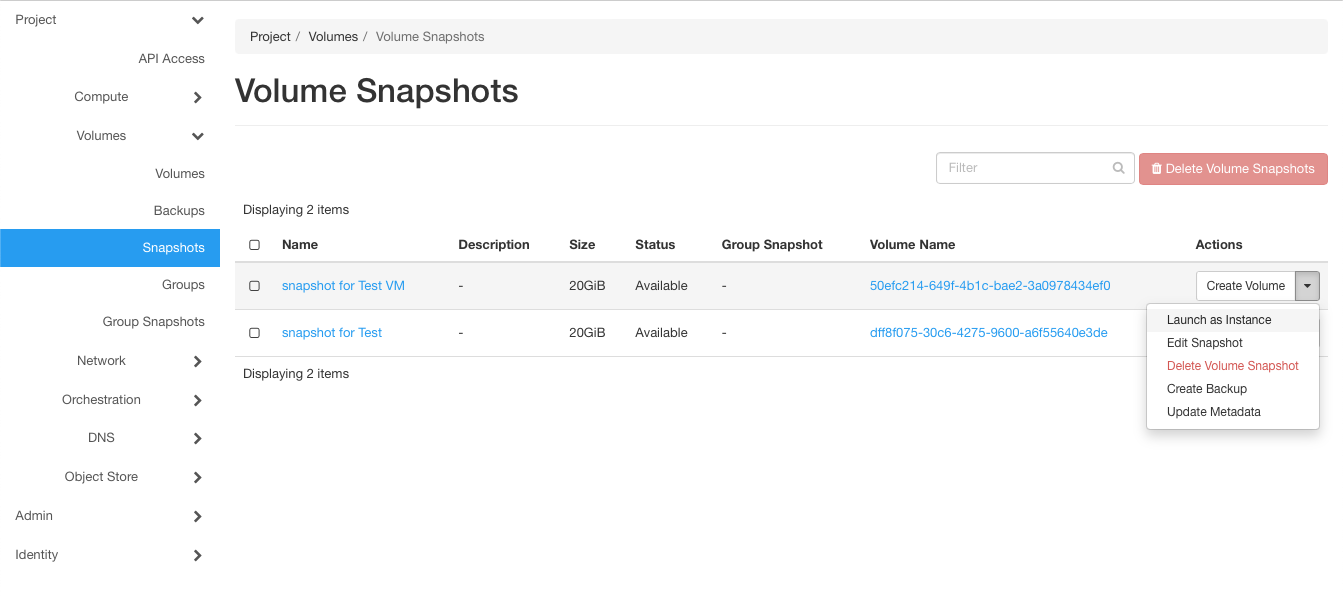 Project
API Access
Compute
Volumes
Volumes
Backups
Snapshots
Groups
Group Snapshots
Network
Orchestration
DNS
Object Store
Admin
Identity
Project / Volumes / Volume Snapshots
Volume Snapshots
Filter Delete Volume Snapshots
Displaying 2 items
Name Description Size Status Group Snapshot Volume Name Actions
snapshot for Test VM - 20GiB Available - 50efc214-649f-4b1c-bae2-3a0978434ef0 Create Volume
snapshot for Test - 20GiB Available - dff8f075-30c6-4275-9600-a6f55640e3de
Displaying 2 items
Launch as Instance
Edit Snapshot
Delete Volume Snapshot
Create Backup
Update Metadata